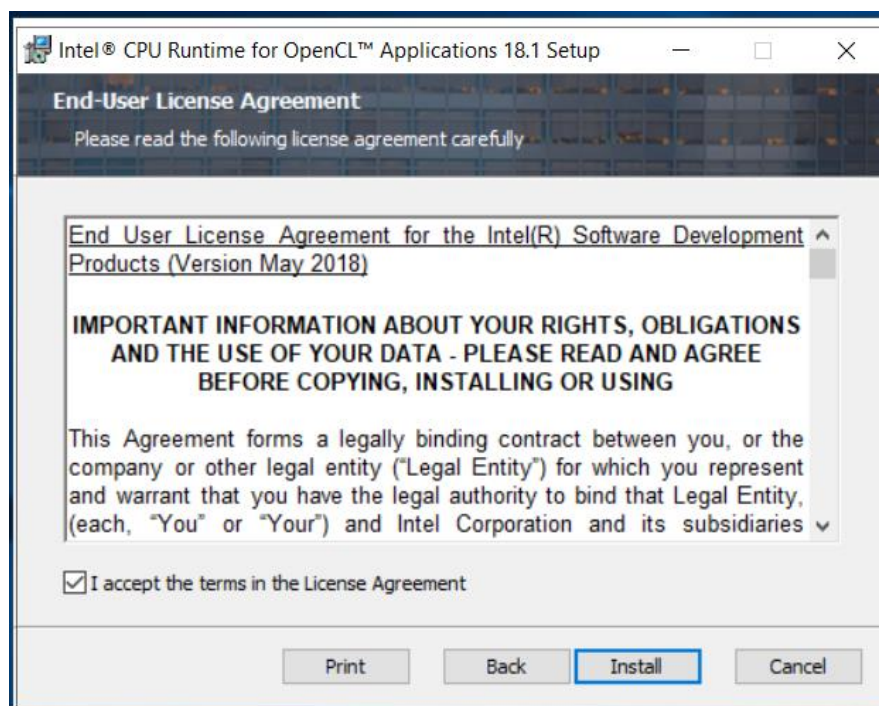 Intel® CPU Runtime for OpenCL™ Applications 18.1 Setup
End-User License Agreement
Please read the following license agreement carefully
End User License Agreement for the Intel(R) Software Development
Products (Version May 2018)
IMPORTANT INFORMATION ABOUT YOUR RIGHTS, OBLIGATIONS
AND THE USE OF YOUR DATA - PLEASE READ AND AGREE
BEFORE COPYING, INSTALLING OR USING
This Agreement forms a legally binding contract between you, or the
company or other legal entity (“Legal Entity”) for which you represent
and warrant that you have the legal authority to bind that Legal Entity,
(each, “You” or “Your”) and Intel Corporation and its subsidiaries
I accept the terms in the License Agreement
Print Back Install Cancel